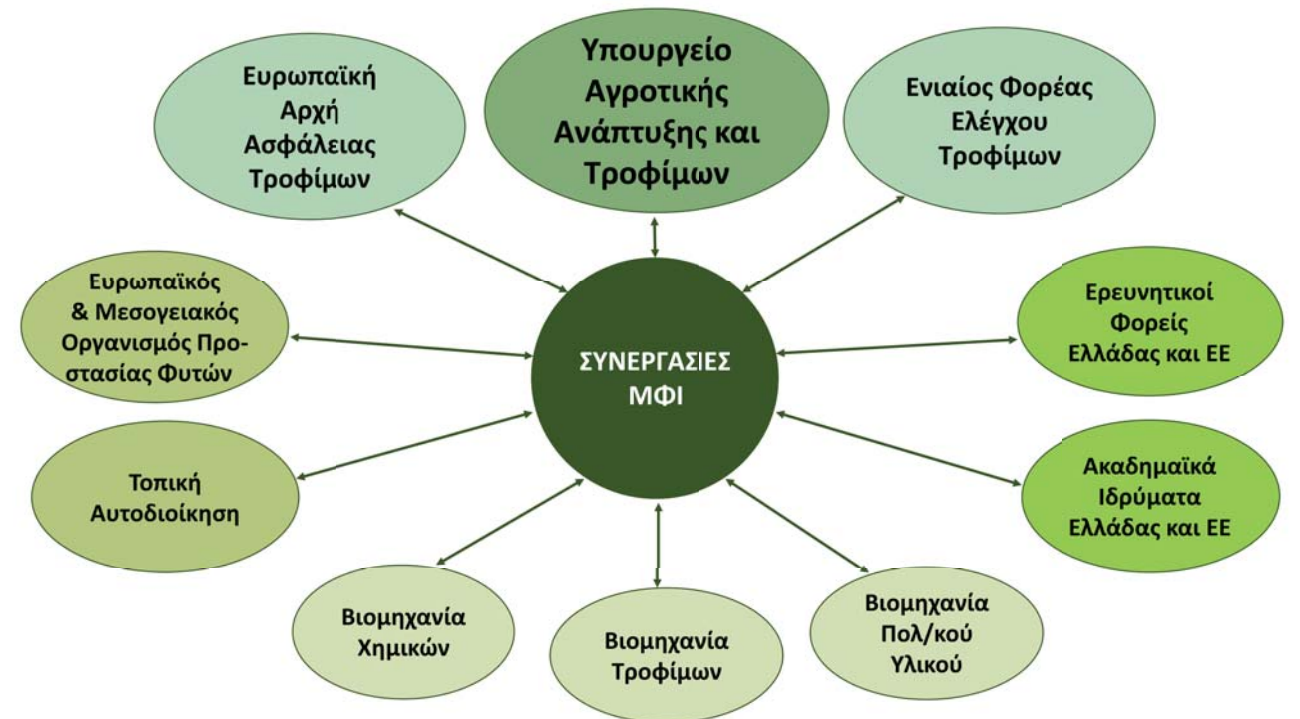 Ευρωπαϊκή
Αρχή
Ασφάλειας
Τροφίμων
Υπουργείο
Αγροτικής
Ανάπτυξης και
Τροφίμων
Ενιαίος Φορέας
Ελέγχου
Τροφίμων
Ευρωπαϊκός
& Μεσογειακός
Οργανισμός Προ-
στασίας Φυτών
ΣΥΝΕΡΓΑΣΙΕΣ
ΜΦΙ
Ερευνητικοί
Φορείς
Ελλάδας και ΕΕ
Τοπική
Αυτοδιοίκηση
Ακαδημαϊκά
Ιδρύματα
Ελλάδας και ΕΕ
Βιομηχανία
Χημικών
Βιομηχανία
Τροφίμων
Βιομηχανία
Πολ/κού
Υλικού